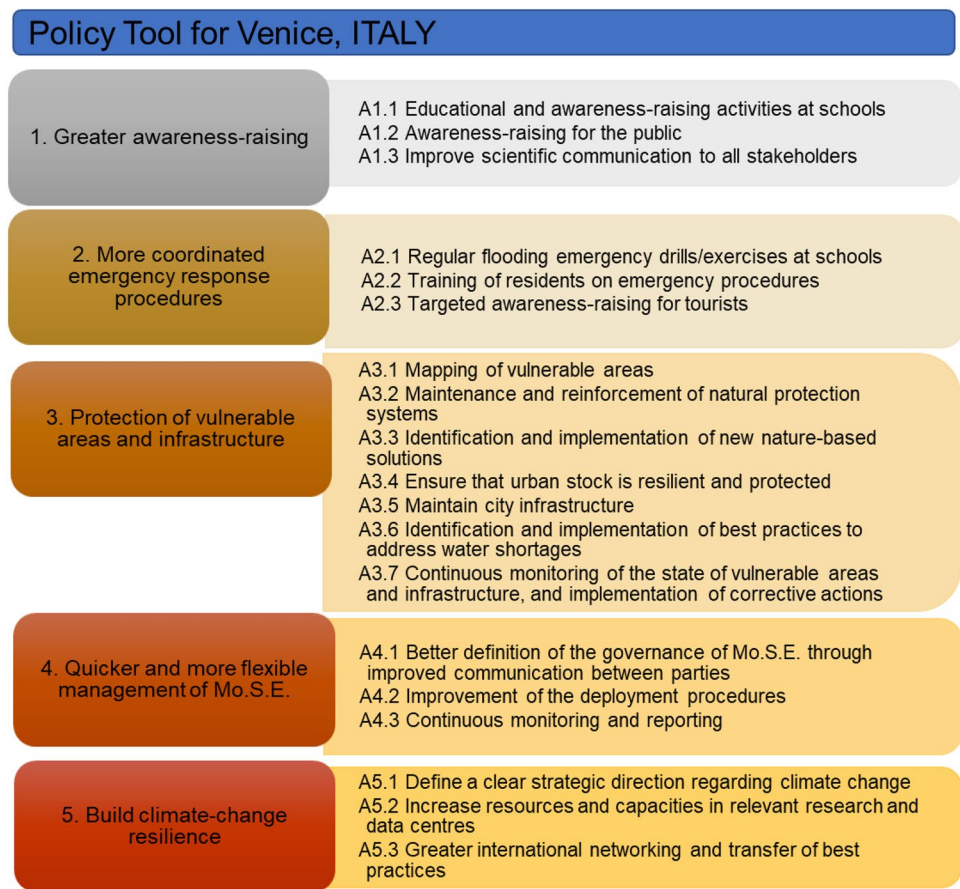 Policy Tool for Venice, ITALY
1. Greater awareness-raising
A1.1 Educational and awareness-raising activities at schools
A1.2 Awareness-raising for the public
A1.3 Improve scientific communication to all stakeholders
2. More coordinated
emergency response
procedures
A2.1 Regular flooding emergency drills/exercises at schools
A2.2 Training of residents on emergency procedures
A2.3 Targeted awareness-raising for tourists
3. Protection of vulnerable
areas and infrastructure
A3.1 Mapping of vulnerable areas
A3.2 Maintenance and reinforcement of natural protection
systems
A3.3 Identification and implementation of new nature-based
solutions
A3.4 Ensure that urban stock is resilient and protected
A3.5 Maintain city infrastructure
A3.6 Identification and implementation of best practices to
address water shortages
A3.7 Continuous monitoring of the state of vulnerable areas
and infrastructure, and implementation of corrective actions
4. Quicker and more flexible
management of Mo.S.E.
A4.1 Better definition of the governance of Mo.S.E. through
improved communication between parties
A4.2 Improvement of the deployment procedures
A4.3 Continuous monitoring and reporting
5. Build climate-change
resilience
A5.1 Define a clear strategic direction regarding climate change
A5.2 Increase resources and capacities in relevant research and
data centres
A5.3 Greater international networking and transfer of best
practices